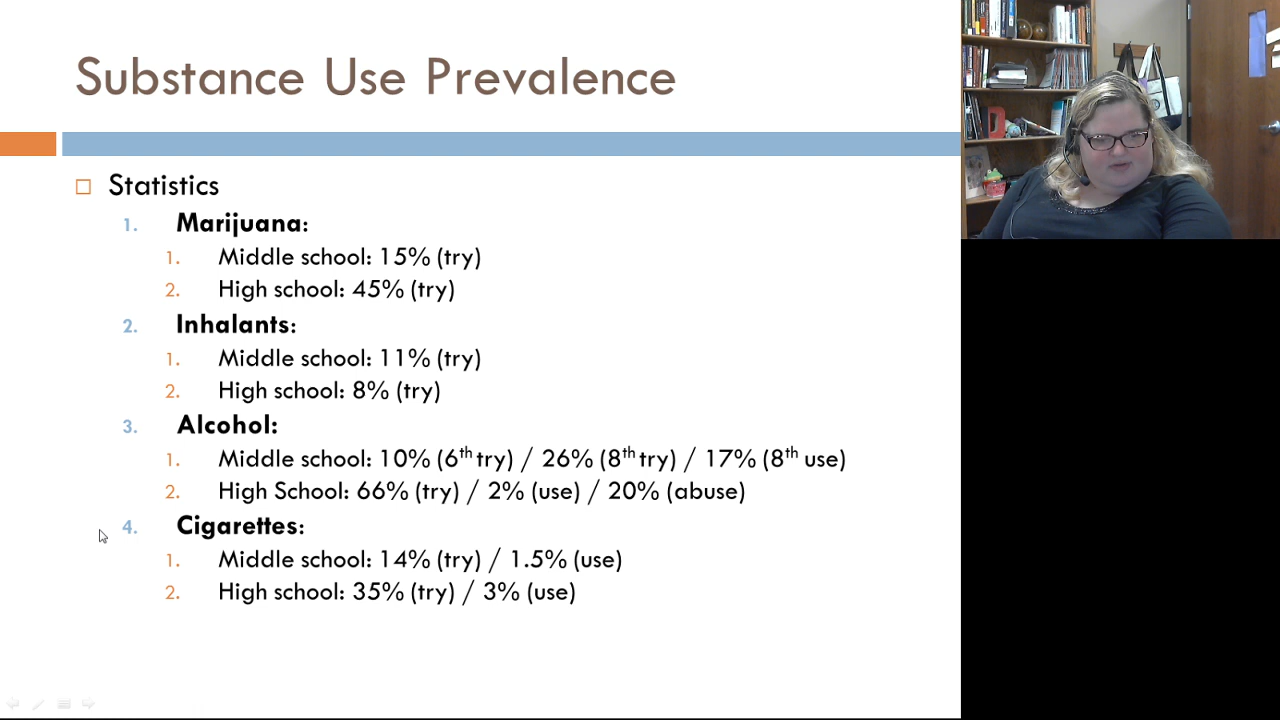 Substance Use Prevalence
Statistics
1. Marijuana:
1. Middle school: 15% (try)
2. High school: 45% (try)
2. Inhalants:
1. Middle school: 11% (try)
2. High school: 8% (try)
3. Alcohol:
1. Middle school: 10% (6th try) / 26% (8th try) / 17% (8th use)
2. High School: 66% (try) / 2% (use) / 20% (abuse)
4. Cigarettes:
1. Middle school: 14% (try) / 1.5% (use)
2. High school: 35% (try) / 3% (use)